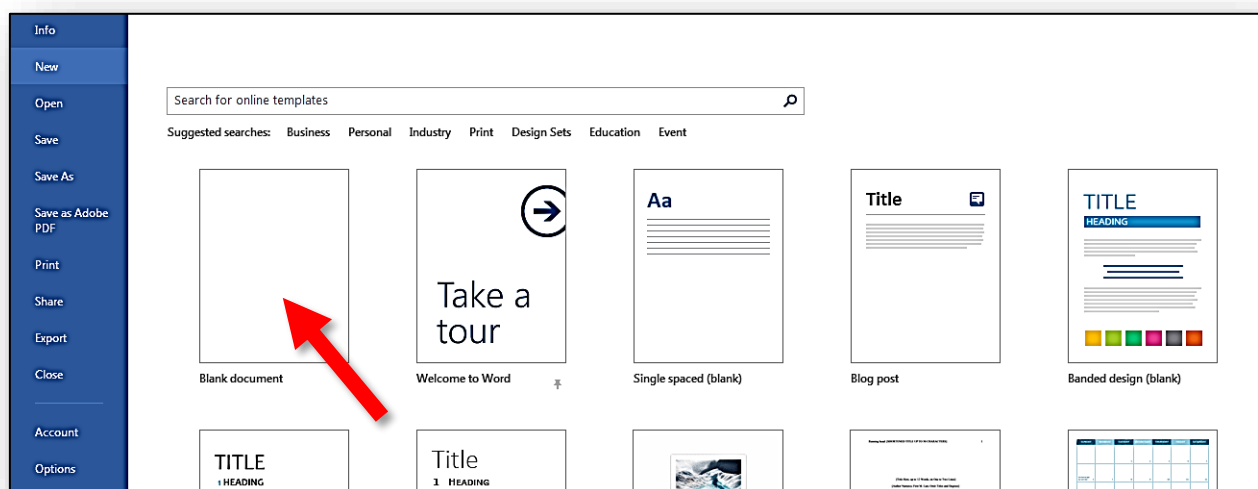 Info
New
Open
Save
Save As
Save as Adobe
PDF
Print
Share
Export
Close
Account
Options
Search for online templates
Suggested searches: Business Personal Industry Print Design Sets Education Event
Take a
tour
Aa
Title
TITLE
HEADING
Blank document
Welcome to Word
Single spaced (blank)
Blog post
Banded design (blank)
TITLE
1 HEADING
Title
1 HEADING